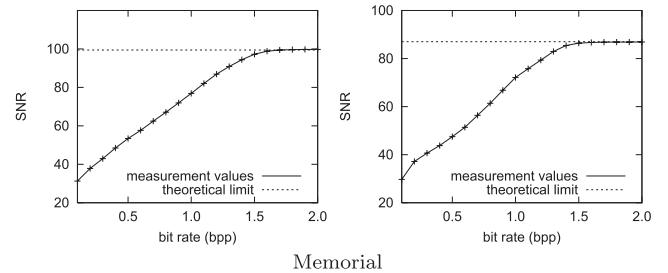 100
80
60
40
20
SNR
measurement values
theoretical limit
0.5 1.0 1.5 2.0
bit rate (bpp)
100
80
60
40
20
SNR
measurement values
theoretical limit
0.5 1.0 1.5 2.0
bit rate (bpp)
Memorial